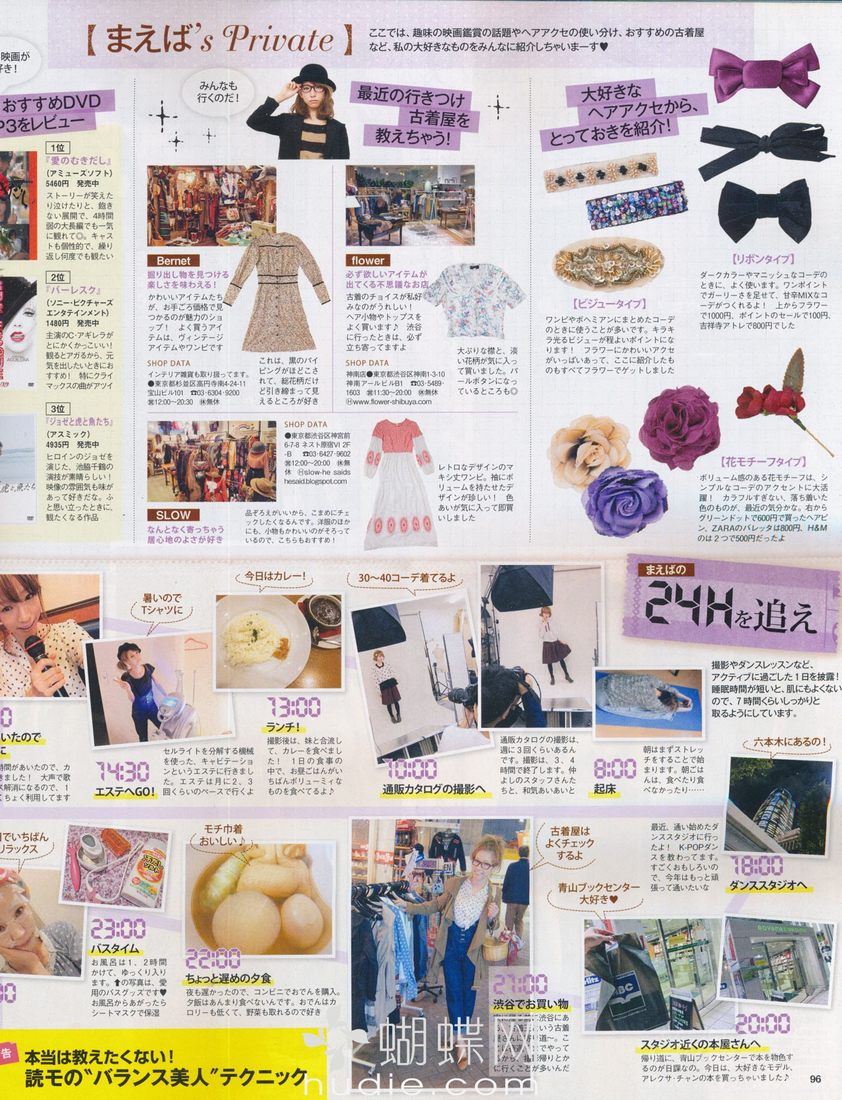 【まえば's Private】
ここでは、趣味の映画鑑賞の話題やヘアアクセの使い分け、おすすめの古着屋
など、私の大好きなものをみんなに紹介しちゃいまーす♥
映画が
好き!
おすすめDVD
P3をレビュー
1位
『愛のむきだし』
(アミューズソフト)
5460円 発売中
ストーリーが笑えた
り泣けたりと、飽き
ない展開で、4時間
弱の大長編でも一気
に観れて◎。キャス
トも個性的で、繰り
返し何度でも観たい
2位
『バーレスク』
(ソニー・ピクチャーズ
エンタテインメント)
1480円 発売中
主演のC・アギレラが
とにかくかっこいい!
観るとアガるから、元
気を出したいときにお
すすめ! 特にクライ
マックスの曲がアツイ
3位
『ジョゼと虎と魚たち』
(アスミック)
4935円 発売中
ヒロインのジョゼを
演じた、池脇千鶴の
演技が素晴らしい!
映像の雰囲気も味が
あって好きだな。ふ
と思い立ったときに、
観たくなる作品
みんなも
行くのだ!
最近の行きつけ
古着屋を
教えちゃう!
Bernet
掘り出し物を見つける
楽しさを味わえる!
かわいいアイテムたち
が、お手ごろ価格で見
つかるのが魅力のショ
ップ! よく買うアイ
テムは、ヴィンテージ
アイテムやワンピです
SHOP DATA
インテリア雑貨も取り扱ってます。
●東京都杉並区高円寺南4-24-11
宝山ビル101 ☎03-6304-9200
営12:00~20:30 休無休
これは、黒のパイ
ピングがほどこさ
れて、総花柄だけ
ど引き締まって見
えるところが好き
flower
必ず欲しいアイテムが
出てくる不思議なお店
古着のチョイスが私好
みなのがうれしい!
ヘア小物やトップスを
よく買います♪ 渋谷
に行ったときは、必ず
立ち寄ってますよ
SHOP DATA
神南店●東京都渋谷区神南1-3-10
神南アールビルB1 ☎03-5489-
1603 営11:30~21:00 休無休
Ⓗwww.flower-shibuya.com
大ぶりな襟と、淡
い花柄が気に入っ
て買いました。パ
ールボタンになっ
ているところも◎
SLOW
なんとなく寄っちゃう
居心地のよさが好き
SHOP DATA
●東京都渋谷区神宮前
6-7-8 ネスト原宿Ⅵ 2F
-B ☎03-6427-9602
営12:00~20:00 休無
休 Ⓗslow-he saids
hesaid.blogspot.com
品ぞろえがいいから、こまめにチェ
ックしたくなるんです。洋服のほか
にも、小物もかわいいのがそろって
いるので、こちらもおすすめ!
レトロなデザインのマ
キシ丈ワンピ。袖にボ
リュームを持たせたデ
ザインが珍しい! 色
あいが気に入って即買
いしました
大好きな
ヘアアクセから、
とっておきを紹介!
【ビジュータイプ】
ワンピやボヘミアンにまとめたコーデ
のときに使うことが多いです。キラキ
ラ光るビジューが程よいポイントにな
ります! フラワーにかわいいアクセ
がいっぱいあって、ここに紹介したも
のもすべてフラワーでゲットしました
【リボンタイプ】
ダークカラーやマニッシュなコーデの
ときに、よく使います。ワンポイント
でガーリーさを足せて、甘辛MIXなコ
ーデがつくれるよ! 上からフラワー
で1000円、ポイントのセールで100円、
吉祥寺アトレで800円でした
【花モチーフタイプ】
ボリューム感のある花モチーフは、シ
ンプルなコーデのアクセントに大活
躍! カラフルすぎない、落ち着いた
色のものが、最近の気分かな。右から
グリーンドットで600円で買ったヘアピ
ン、ZARAのバレッタは800円、H&M
のは2つで500円だったよ
まえばの
24Hを追え
撮影やダンスレッスンなど、
アクティブに過ごした1日を披露!
睡眠時間が短いと、肌にもよくない
ので、7時間くらいしっかりと
取るようにしています。
8:00
起床
朝はまずストレ
ッチをすること
で始まります。
朝ごはんは、食べ
たり食べなかったり……
30~40コーデ着てるよ
10:00
通販カタログの撮影へ
通販カタログの撮影は、
週に3回くらいあるん
です。撮影は、3、4
時間で終了します。仲
よしのスタッフさんた
ちと、和気あいあいと
今日はカレー!
13:00
ランチ!
撮影後は、妹と合流し
て、カレーを食べまし
た! 1日の食事の
中で、お昼ごはんがい
ちばんボリューミィな
ものを食べてるよ♪
暑いので
Tシャツに
14:30
エステへGO!
セルライトを分解する機械
を使った、キャビテーショ
ンというエステに行きまし
た。エステは月に2、3
回くらいのペースで行くよ
いたので
に
時間があいたので、カ
きました! 大声で歌
ス解消になるので、1
くちょく利用してます
六本木にあるの!
18:00
ダンススタジオへ
最近、通い始めたダ
ンススタジオに行っ
たよ! K-POPダン
スを教わってます。
すごくおもしろいの
で、今年はもっと頑
張って通いたいな
青山ブックセンター
大好き♥
ABC
20:00
スタジオ近くの本屋さんへ
帰り道に、青山ブックセンターで本を物色す
るのが日課なの。今日は、大好きなモデル、
アレクサ・チャンの本を買っちゃいました♪
古着屋は
よくチェック
するよ
21:00
渋谷でお買い物
モチ巾着
おいしい♪
22:00
ちょっと遅めの夕食
夜も遅かったので、コンビニでおでんを購入。
夕飯はあんまり食べないんです。おでんはカ
ロリーも低くて、野菜も取れるので好き
23:00
バスタイム
お風呂は1、2時間
かけて、ゆっくり入り
ます。⬆の写真は、愛
用のバスグッズです♥
お風呂からあがったら
シートマスクで保湿
でいちばん
リラックス
告
本当は教えたくない!
読モの"バランス美人"テクニック
蝴蝶网
hudie.com
96